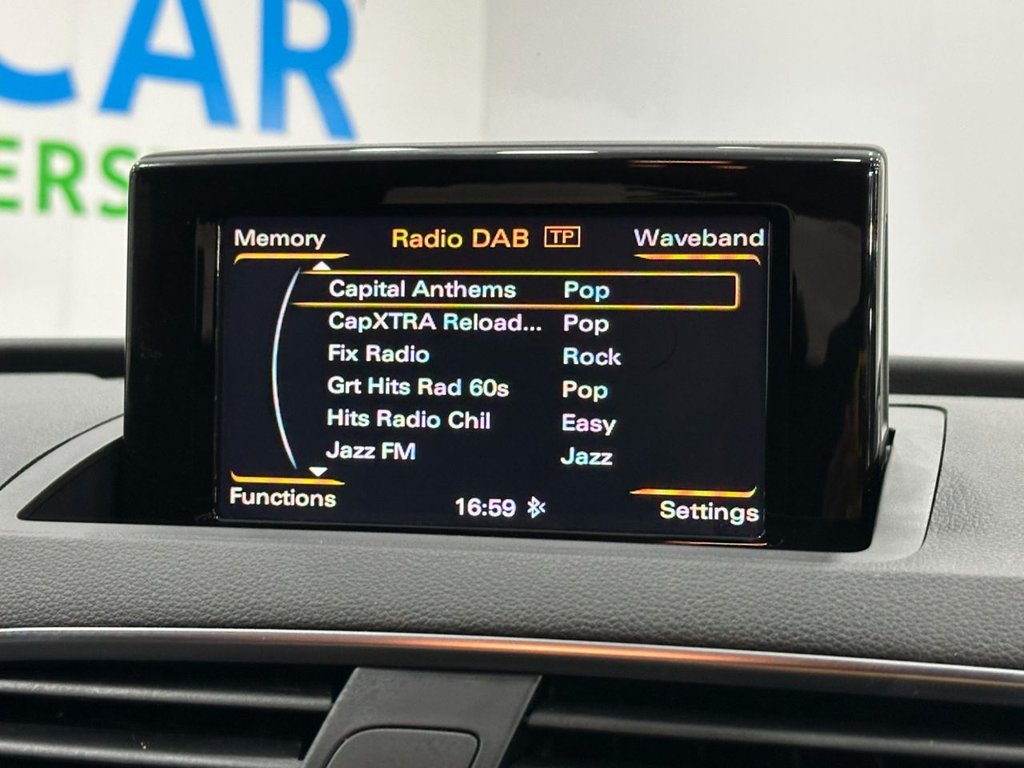 CAR
ERS
Memory Radio DAB TP Waveband
Capital Anthems Pop
CapXTRA Reload... Pop
Fix Radio Rock
Grt Hits Rad 60s Pop
Hits Radio Chil Easy
Jazz FM Jazz
Functions 16:59 Settings